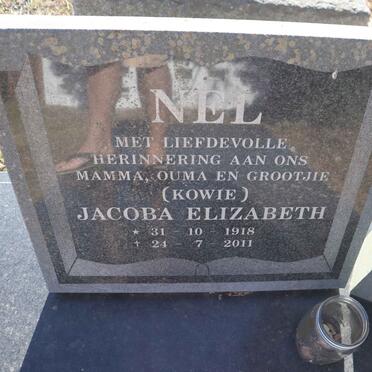 NEL
MET LIEFDEVOLLE
HERINNERING AAN ONS
MAMMA, OUMA EN GROOTJIE
(KOWIE)
JACOBA ELIZABETH
* 31 - 10 - 1918
† 24 - 7 - 2011